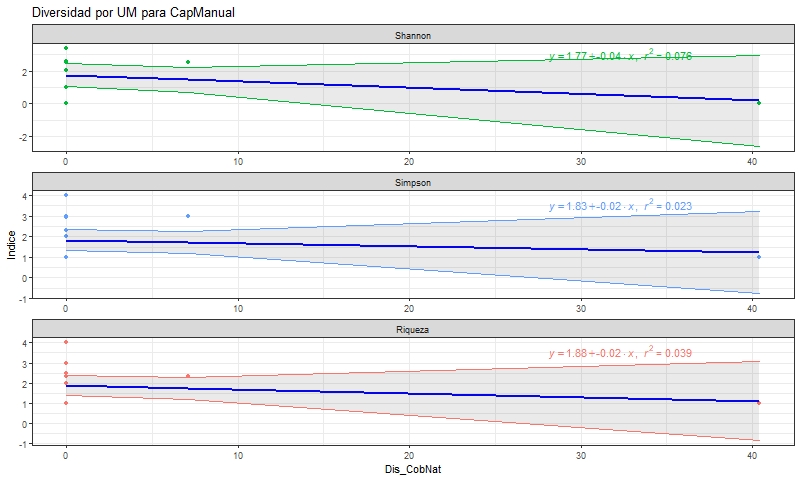 Diversidad por UM para CapManual
Shannon
y = 1.77 + -0.04 · x, r² = 0.076
2
0
-2
0 10 20 30 40
Simpson
y = 1.83 + -0.02 · x, r² = 0.023
4
3
2
1
0
-1
0 10 20 30 40
Indice
Riqueza
y = 1.88 + -0.02 · x, r² = 0.039
4
3
2
1
0
-1
0 10 20 30 40
Dis_CobNat